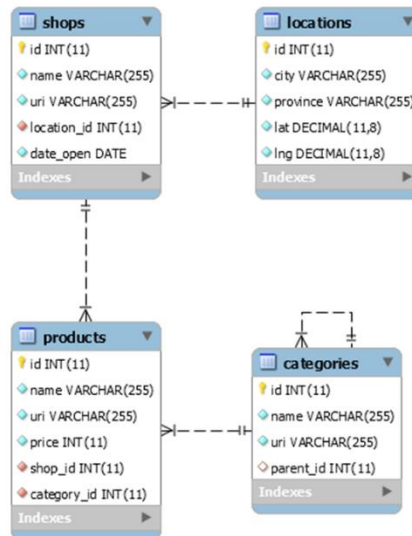 shops
id INT(11)
name VARCHAR(255)
uri VARCHAR(255)
location_id INT(11)
date_open DATE
Indexes
locations
id INT(11)
city VARCHAR(255)
province VARCHAR(255)
lat DECIMAL(11,8)
lng DECIMAL(11,8)
Indexes
products
id INT(11)
name VARCHAR(255)
uri VARCHAR(255)
price INT(11)
shop_id INT(11)
category_id INT(11)
Indexes
categories
id INT(11)
name VARCHAR(255)
uri VARCHAR(255)
parent_id INT(11)
Indexes